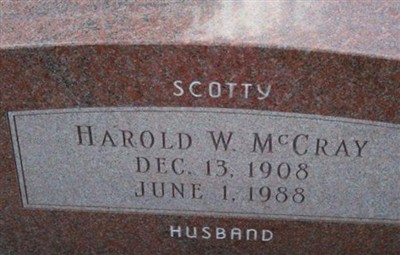 SCOTTY
HAROLD W. McCRAY
DEC. 13, 1908
JUNE 1, 1988
HUSBAND